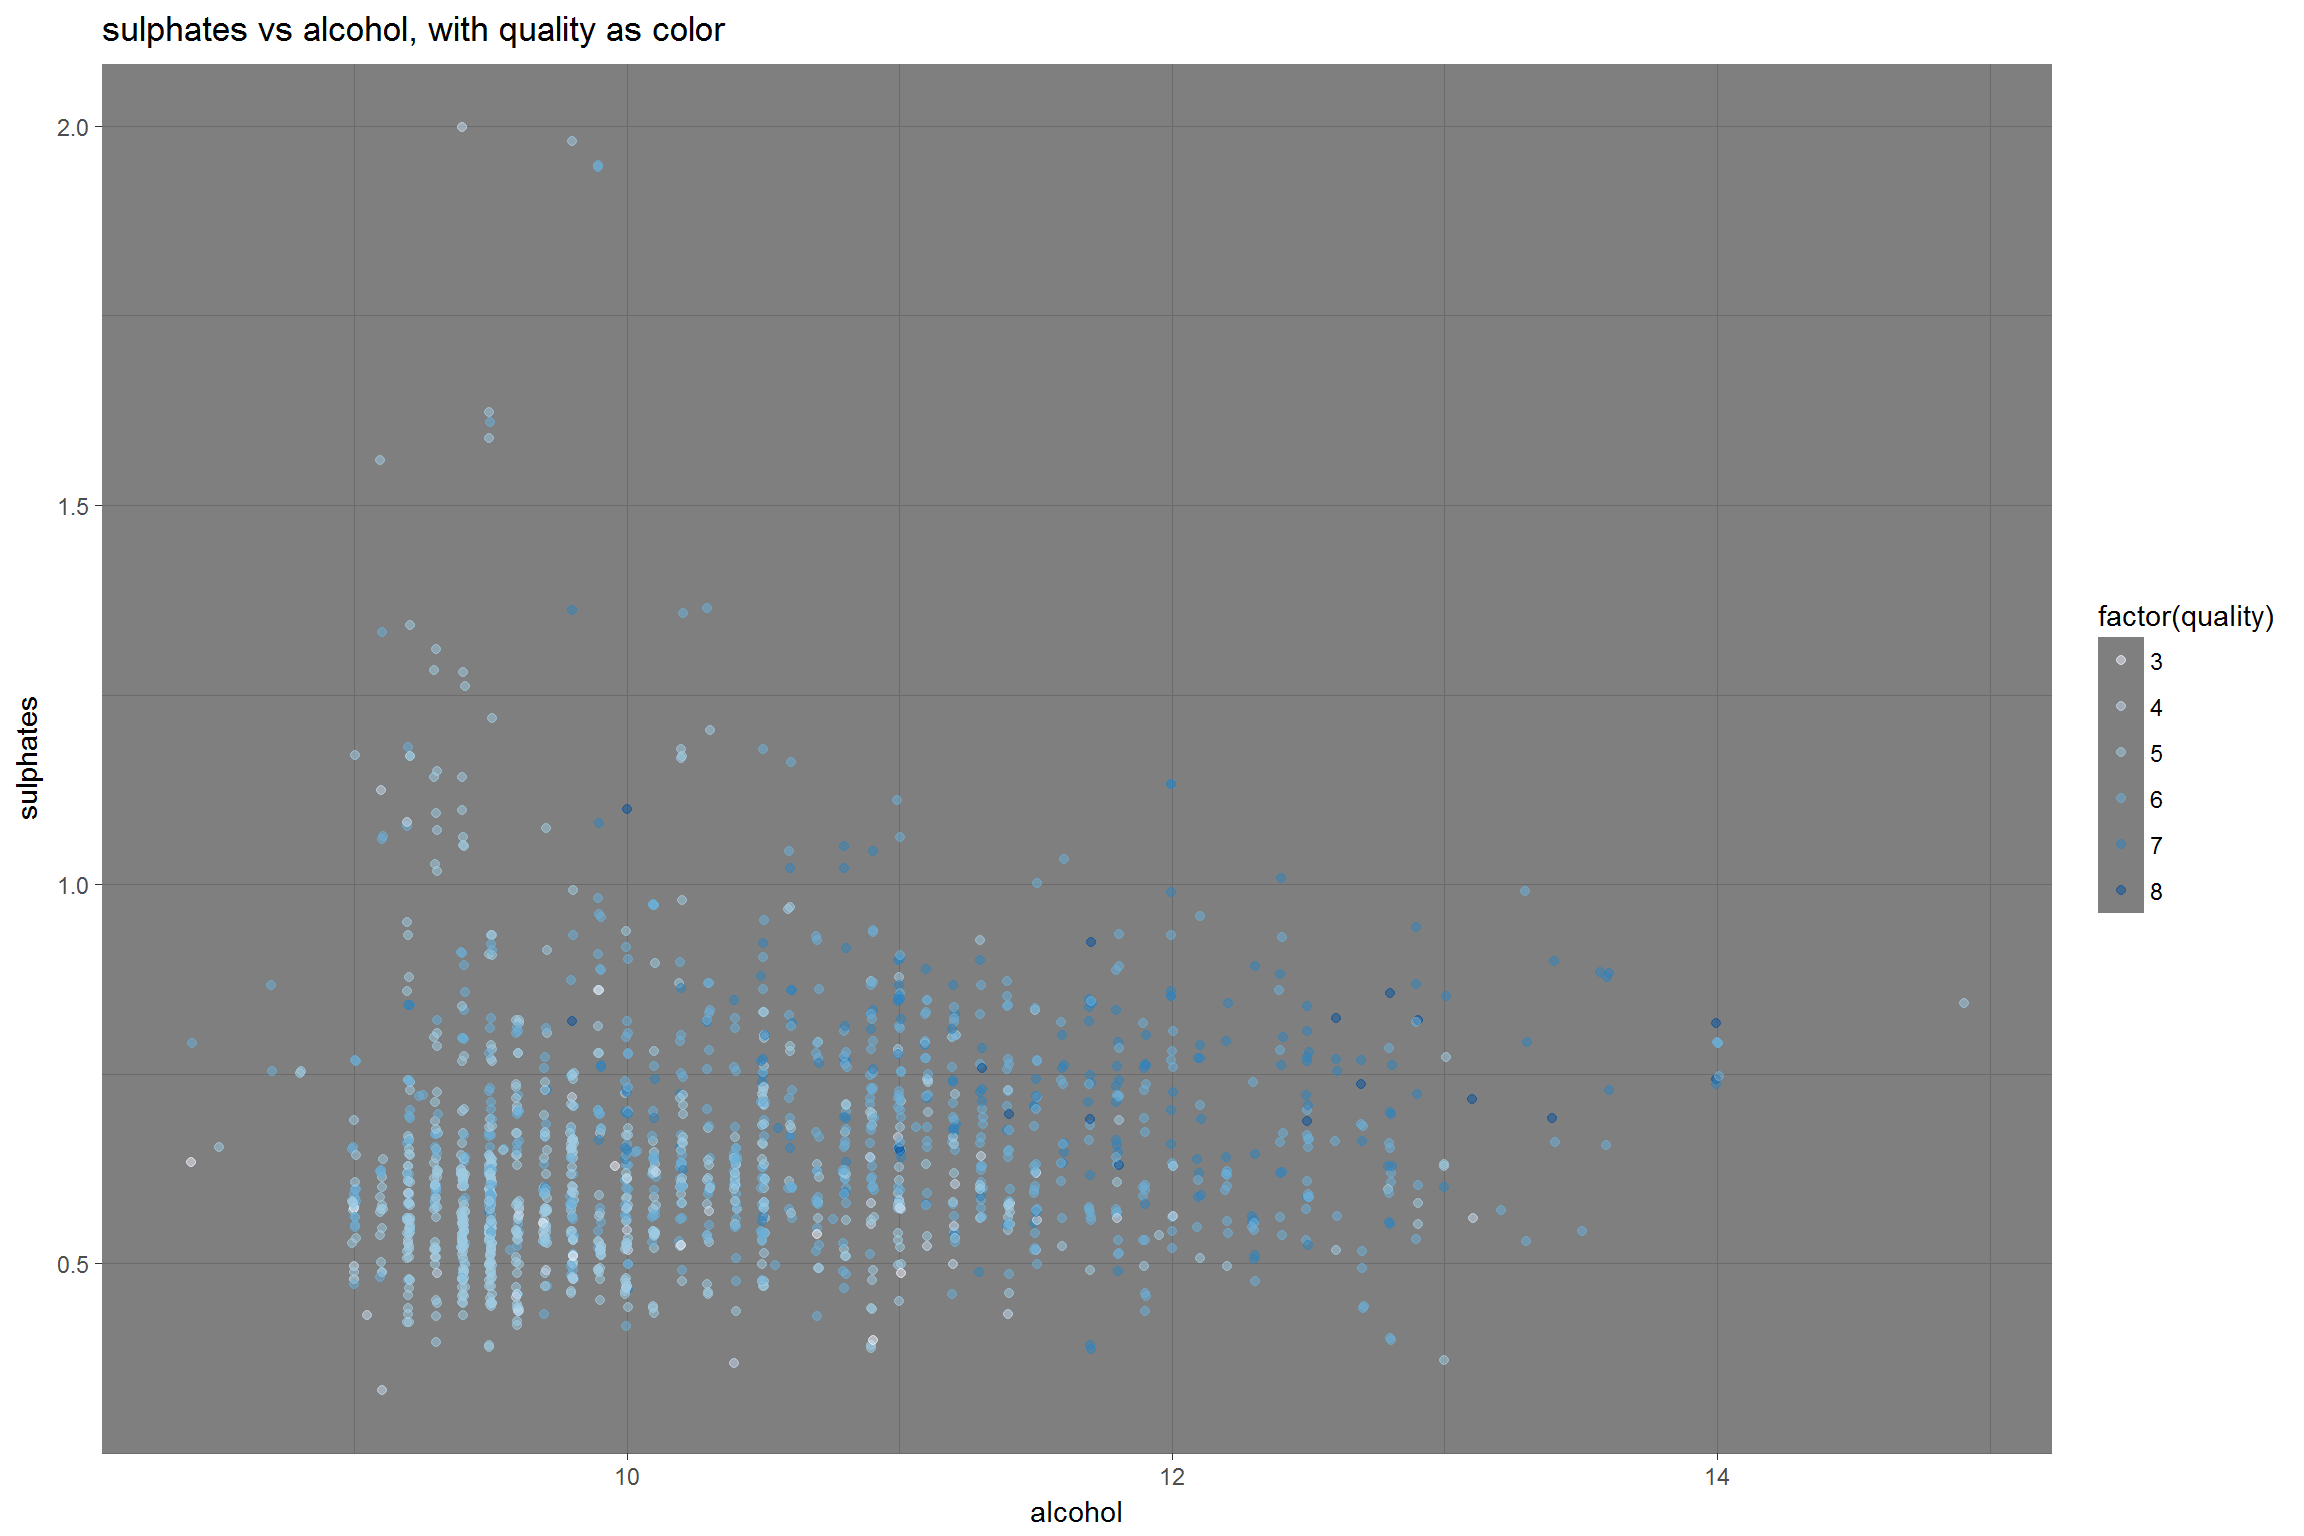 sulphates vs alcohol, with quality as color
2.0
1.5
1.0
0.5
sulphates
10 12 14
alcohol
factor(quality)
3
4
5
6
7
8